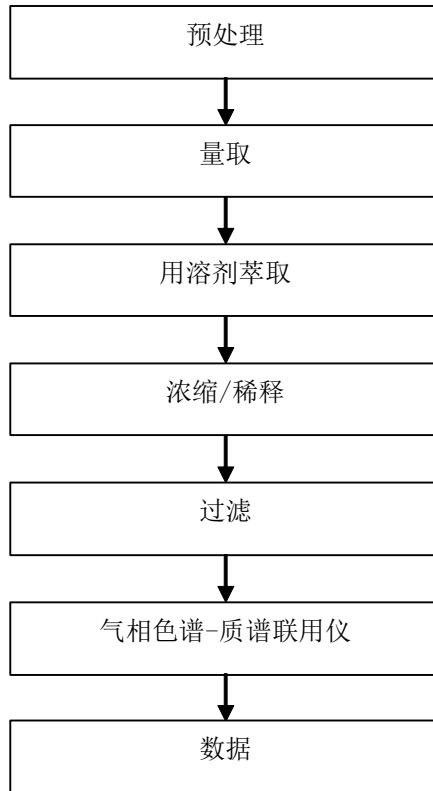 预处理
量取
用溶剂萃取
浓缩/稀释
过滤
气相色谱-质谱联用仪
数据